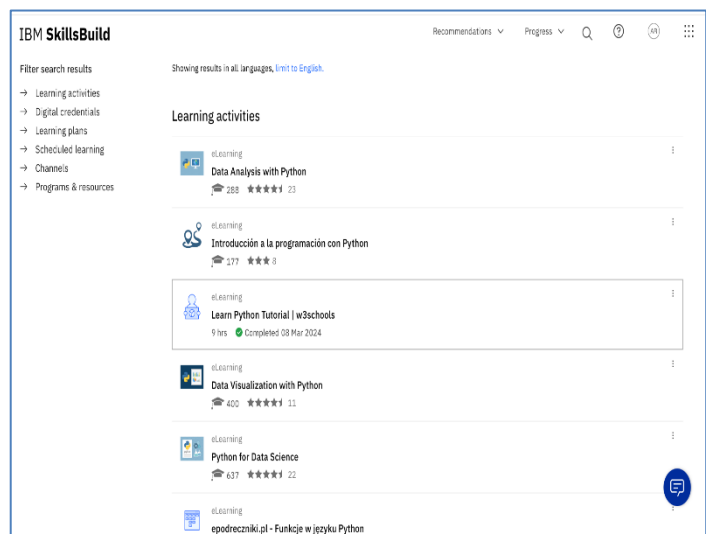 IBM SkillsBuild
Recommendations
Progress
AR
Filter search results
Learning activities
Digital credentials
Learning plans
Scheduled learning
Channels
Programs & resources
Showing results in all languages, limit to English.
Learning activities
eLearning
Data Analysis with Python
288 23
eLearning
Introducción a la programación con Python
177 8
eLearning
Learn Python Tutorial | w3schools
9 hrs Completed 08 Mar 2024
eLearning
Data Visualization with Python
400 11
eLearning
Python for Data Science
637 22
eLearning
epodreczniki.pl - Funkcje w języku Python